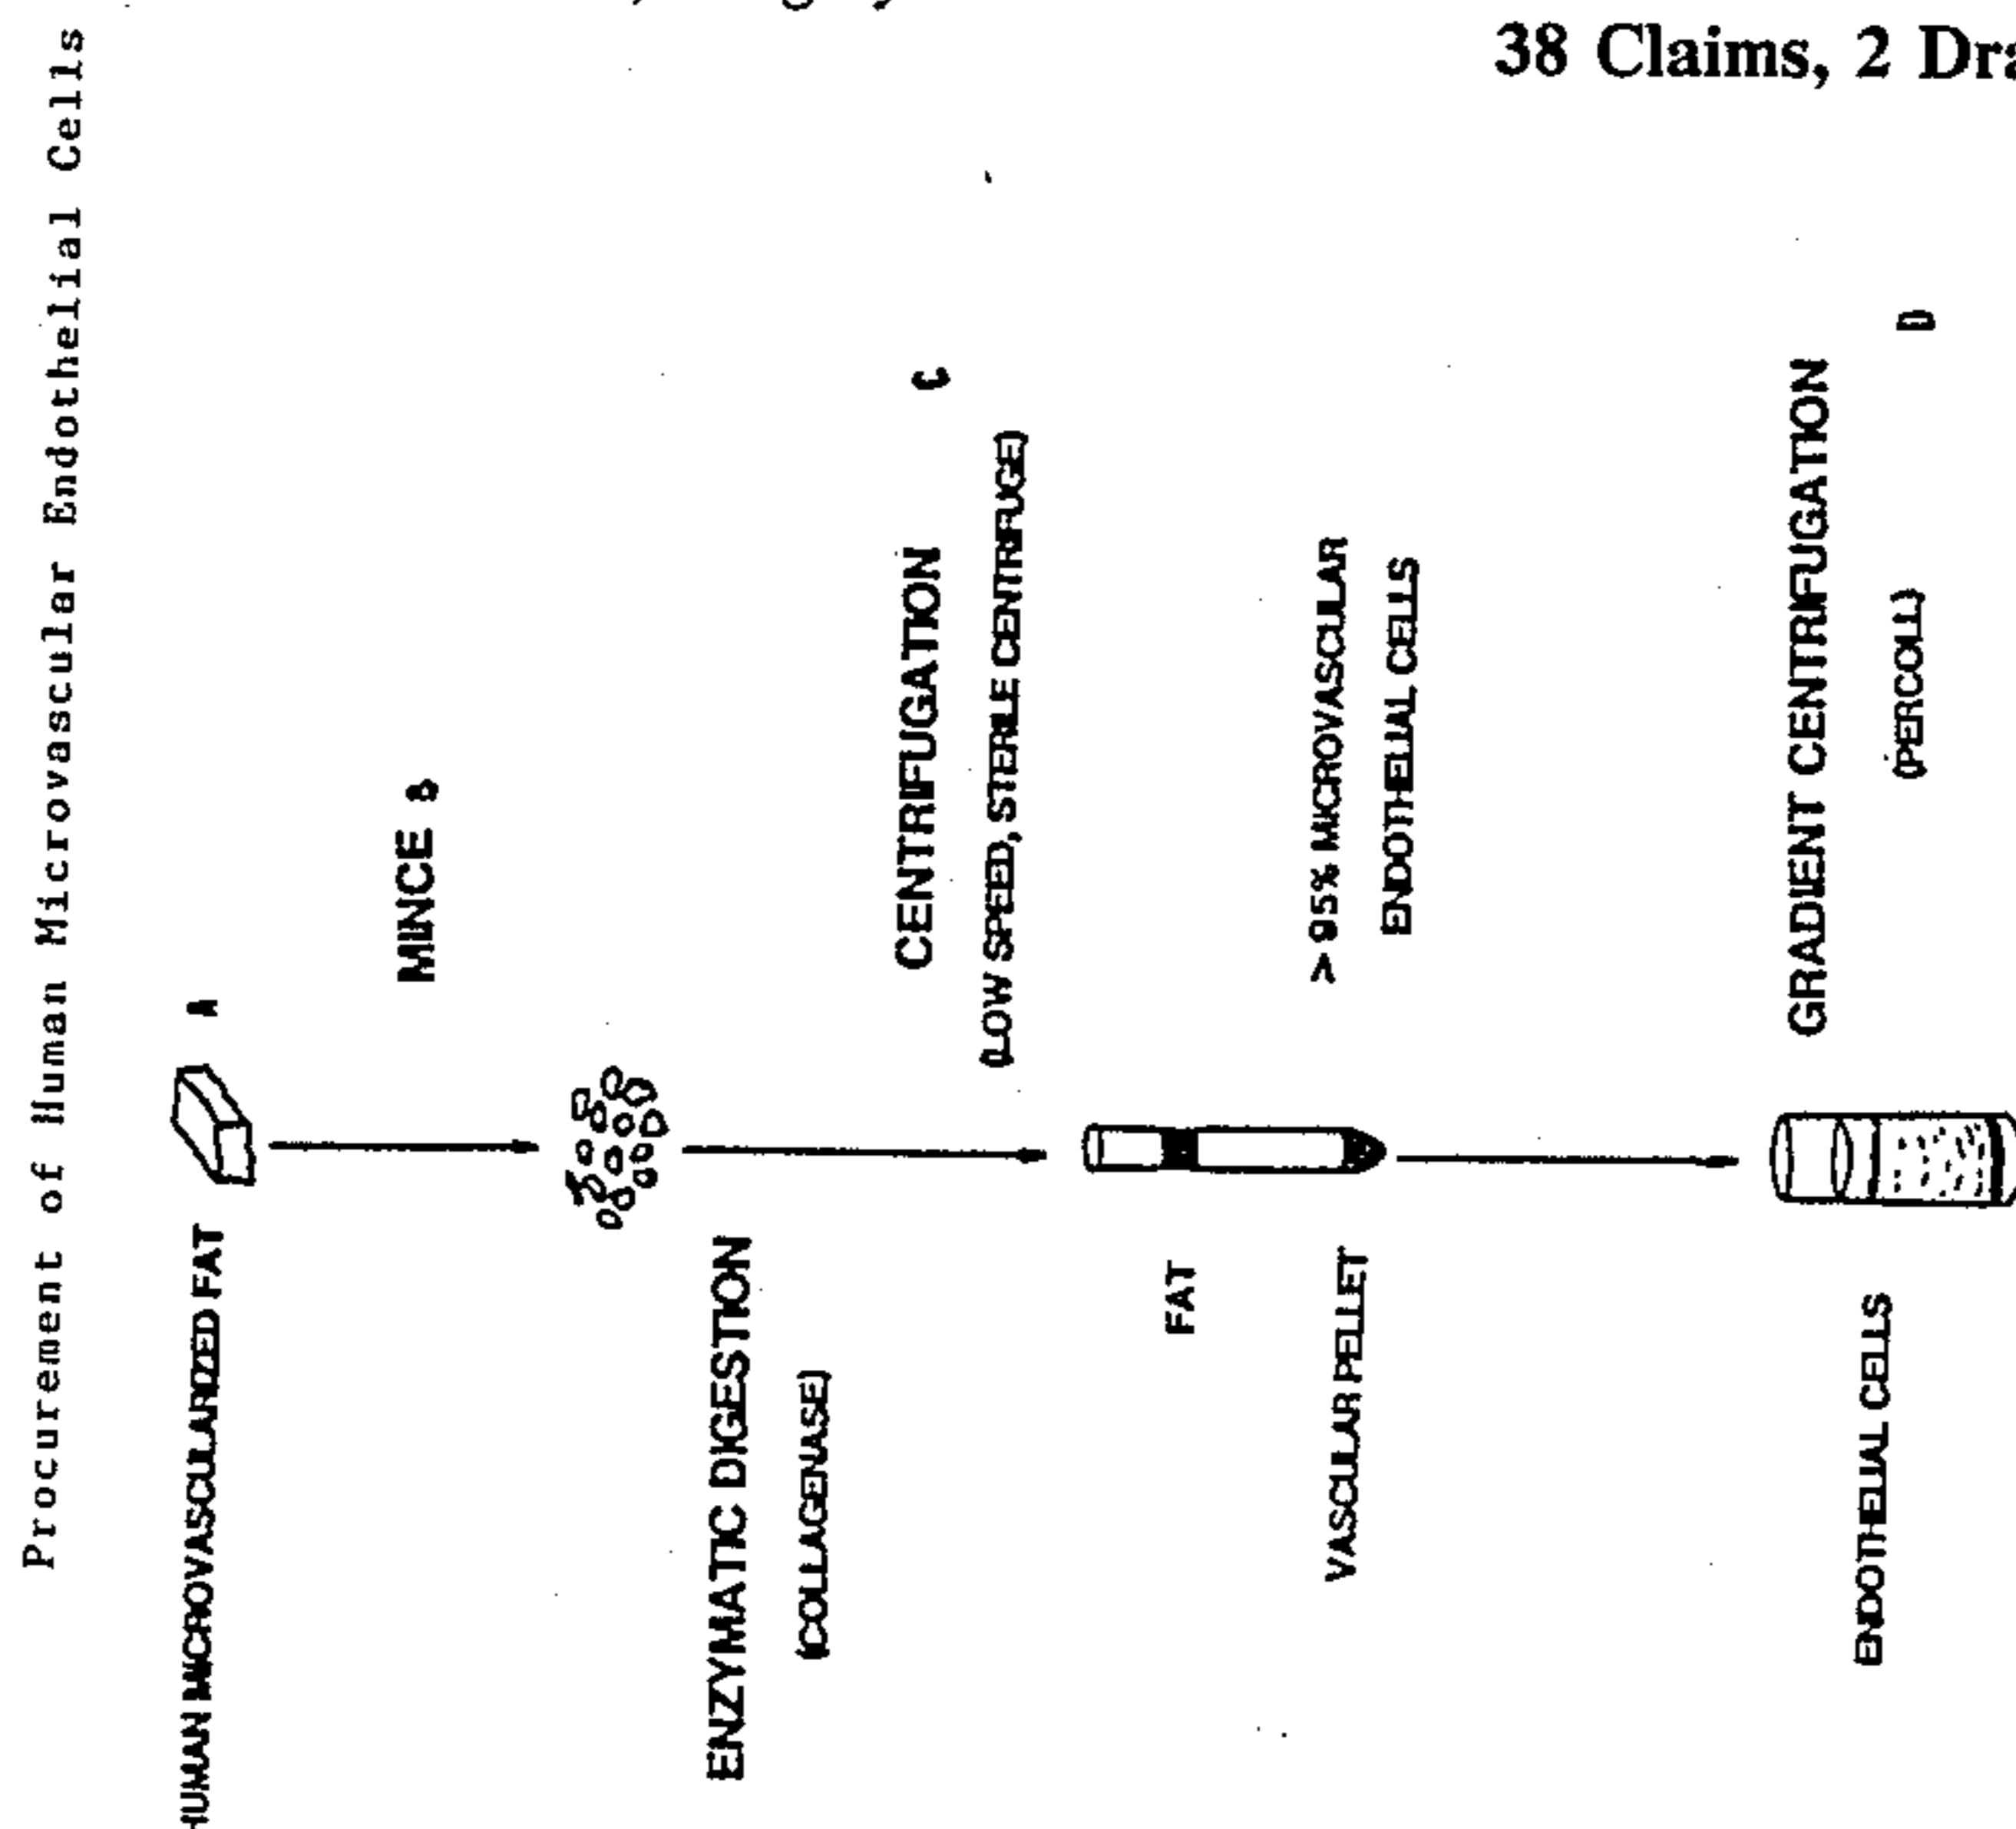 38 Claims, 2 Dra
Procurement of Human Microvascular Endothelial Cells
A
HUMAN MICROVASCULARIZED FAT
MINCE B
ENZYMATIC DIGESTION
(COLLAGENASE)
CENTRIFUGATION C
(LOW SPEED, STERILE CENTRIFUGE)
FAT
> 95% MICROVASCULAR
ENDOTHELIAL CELLS
VASCULAR PELLET
GRADIENT CENTRIFUGATION
(PERCOLL) D
ENDOTHELIAL CELLS